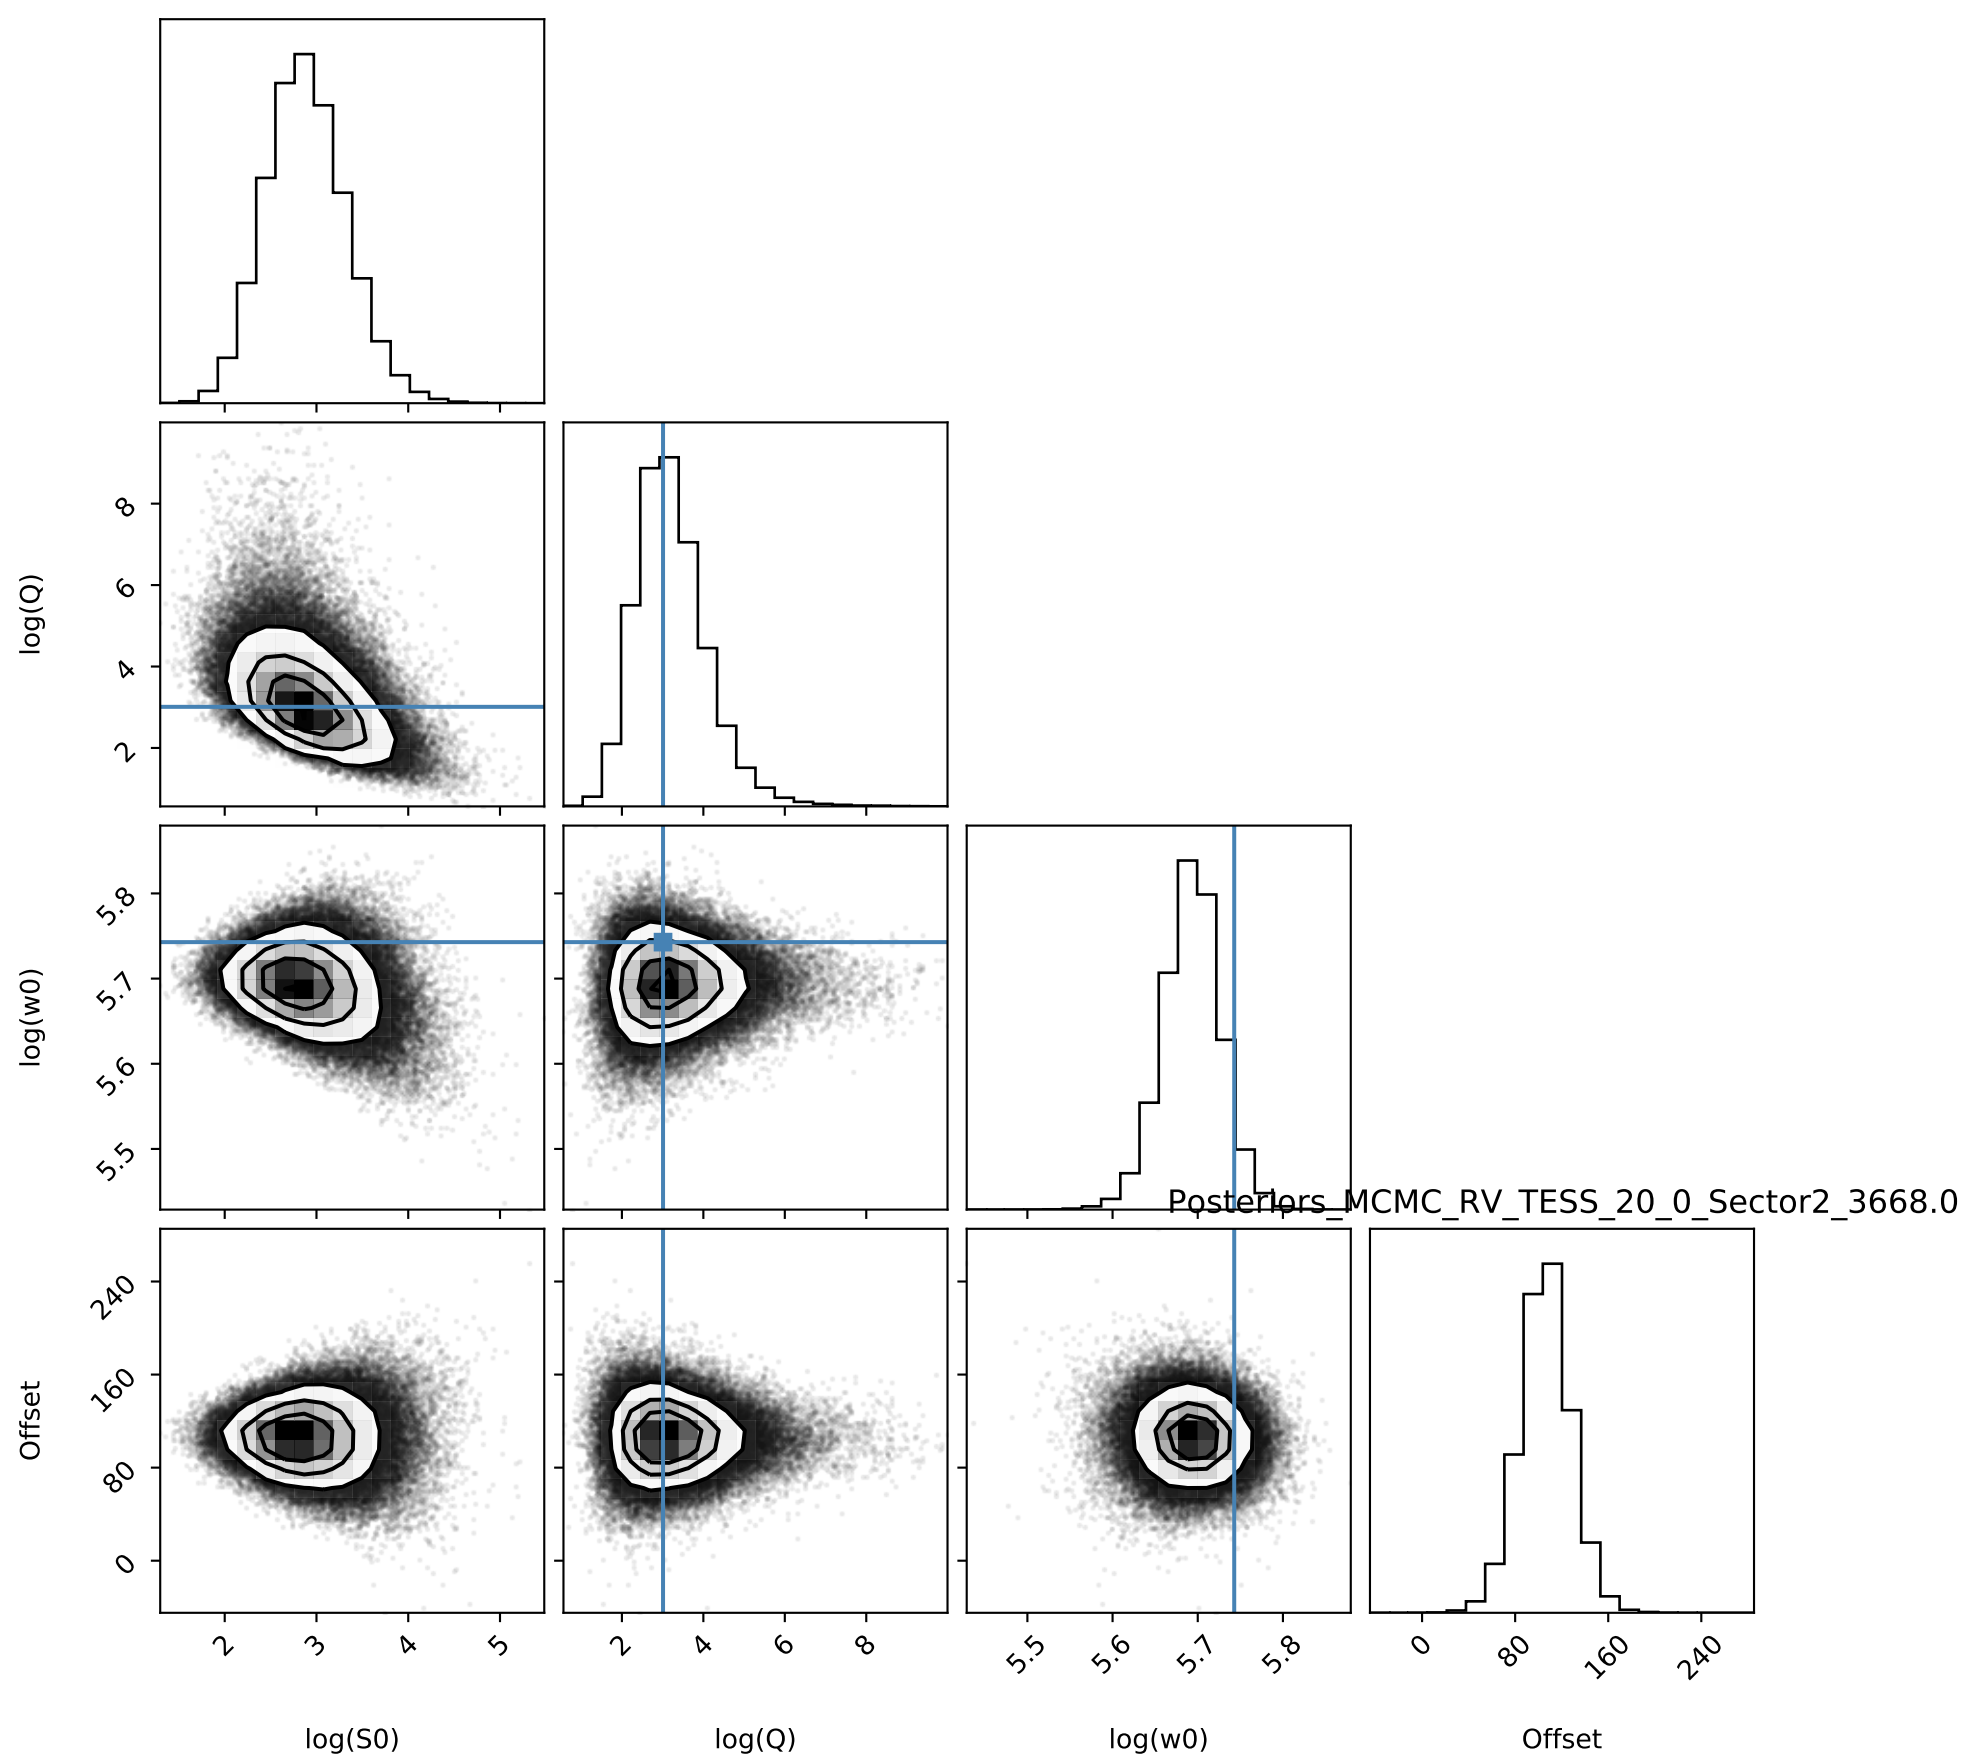 log(Q)
8
6
4
2
log(w0)
5.8
5.7
5.6
5.5
Posteriors_MCMC_RV_TESS_20_0_Sector2_3668.0
Offset
240
160
80
0
2 3 4 5
2 4 6 8
5.5 5.6 5.7 5.8
0 80 160 240
log(S0) log(Q) log(w0) Offset